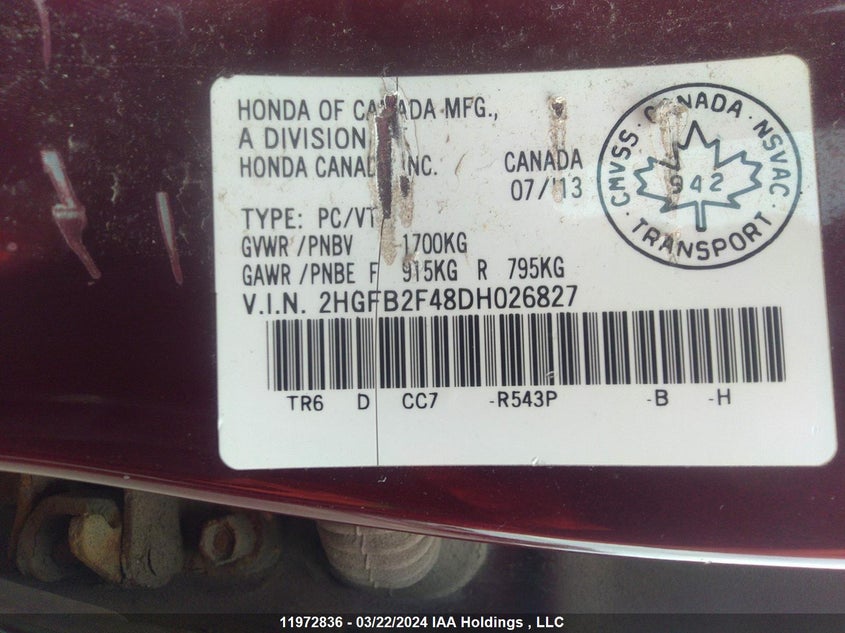 HONDA OF CANADA MFG.,
A DIVISION
HONDA CANADA INC.
CANADA
07/13
TYPE: PC/VT
GVWR/PNBV 1700KG
GAWR/PNBE F 915KG R 795KG
V.I.N. 2HGFB2F48DH026827
TR6 D CC7 -R543P -B -H
CMVSS · CANADA · NSVAC
942
· TRANSPORT ·
11972836 - 03/22/2024 IAA Holdings , LLC